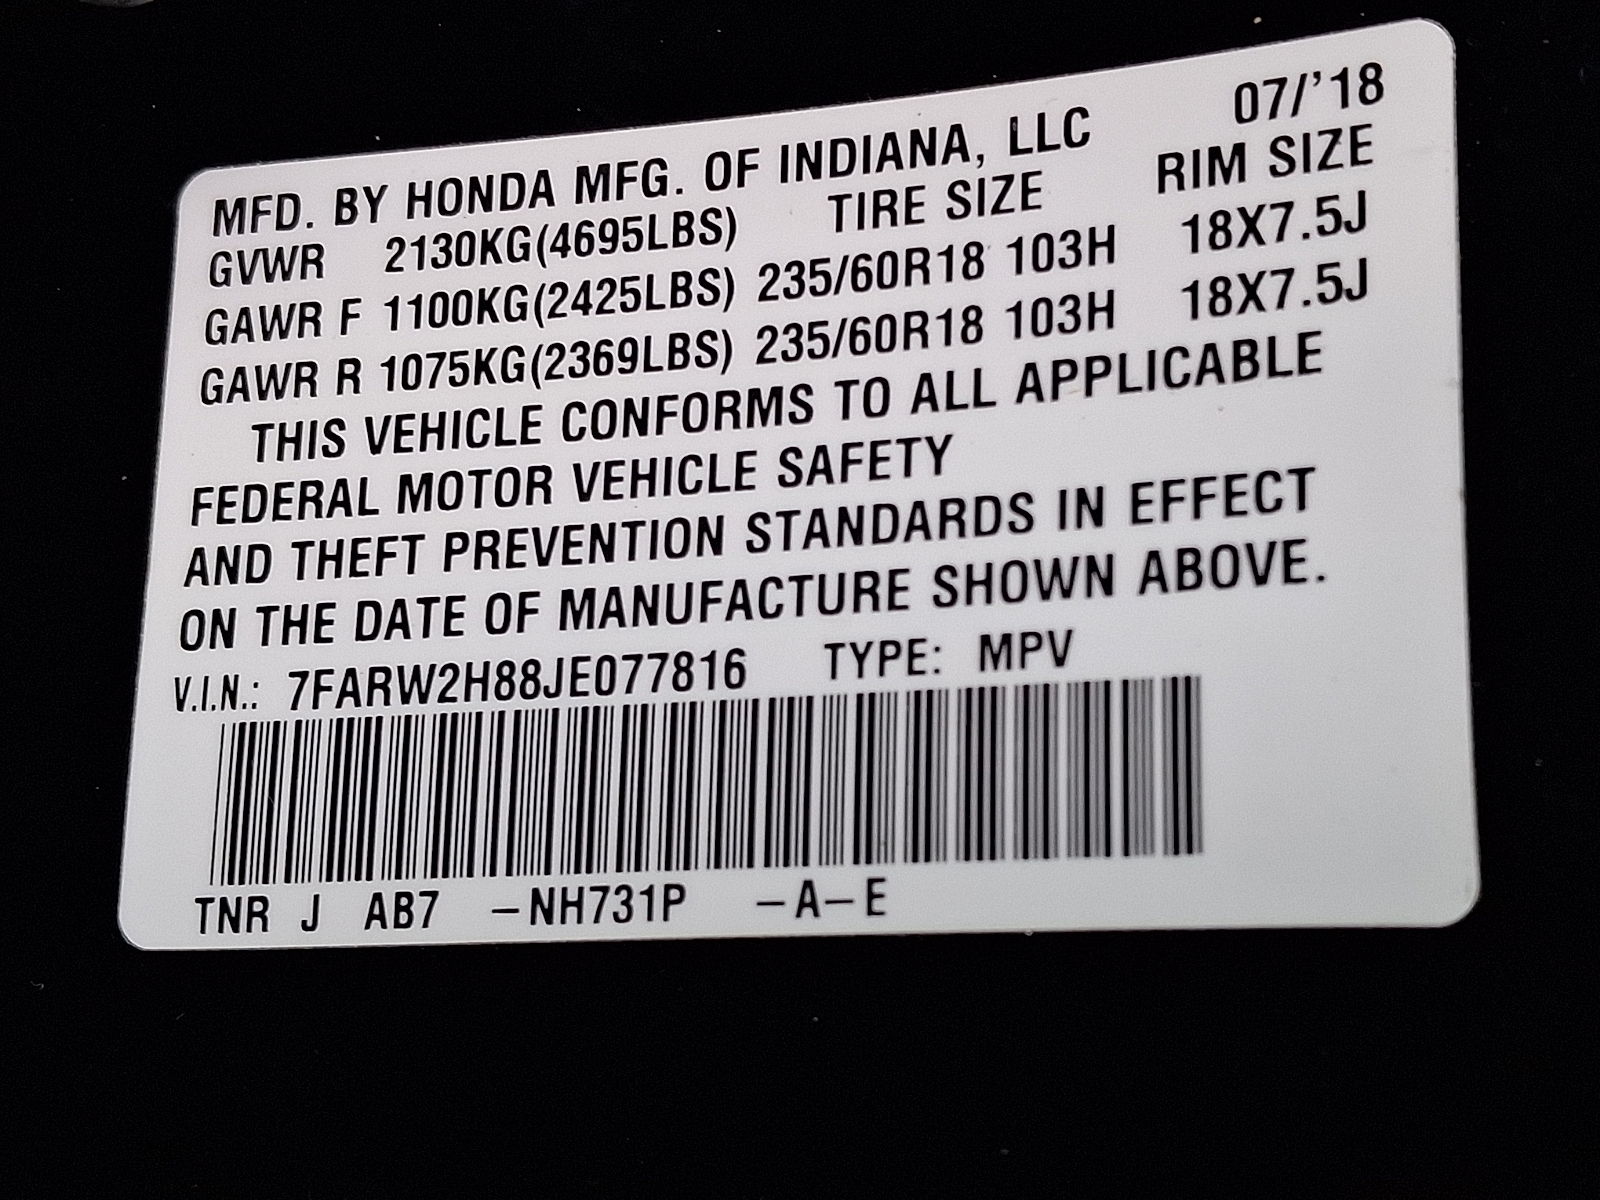 07/'18
MFD. BY HONDA MFG. OF INDIANA, LLC
GVWR 2130KG(4695LBS) TIRE SIZE RIM SIZE
GAWR F 1100KG(2425LBS) 235/60R18 103H 18X7.5J
GAWR R 1075KG(2369LBS) 235/60R18 103H 18X7.5J
THIS VEHICLE CONFORMS TO ALL APPLICABLE
FEDERAL MOTOR VEHICLE SAFETY
AND THEFT PREVENTION STANDARDS IN EFFECT
ON THE DATE OF MANUFACTURE SHOWN ABOVE.
V.I.N.: 7FARW2H88JE077816 TYPE: MPV
TNR J AB7 –NH731P –A–E